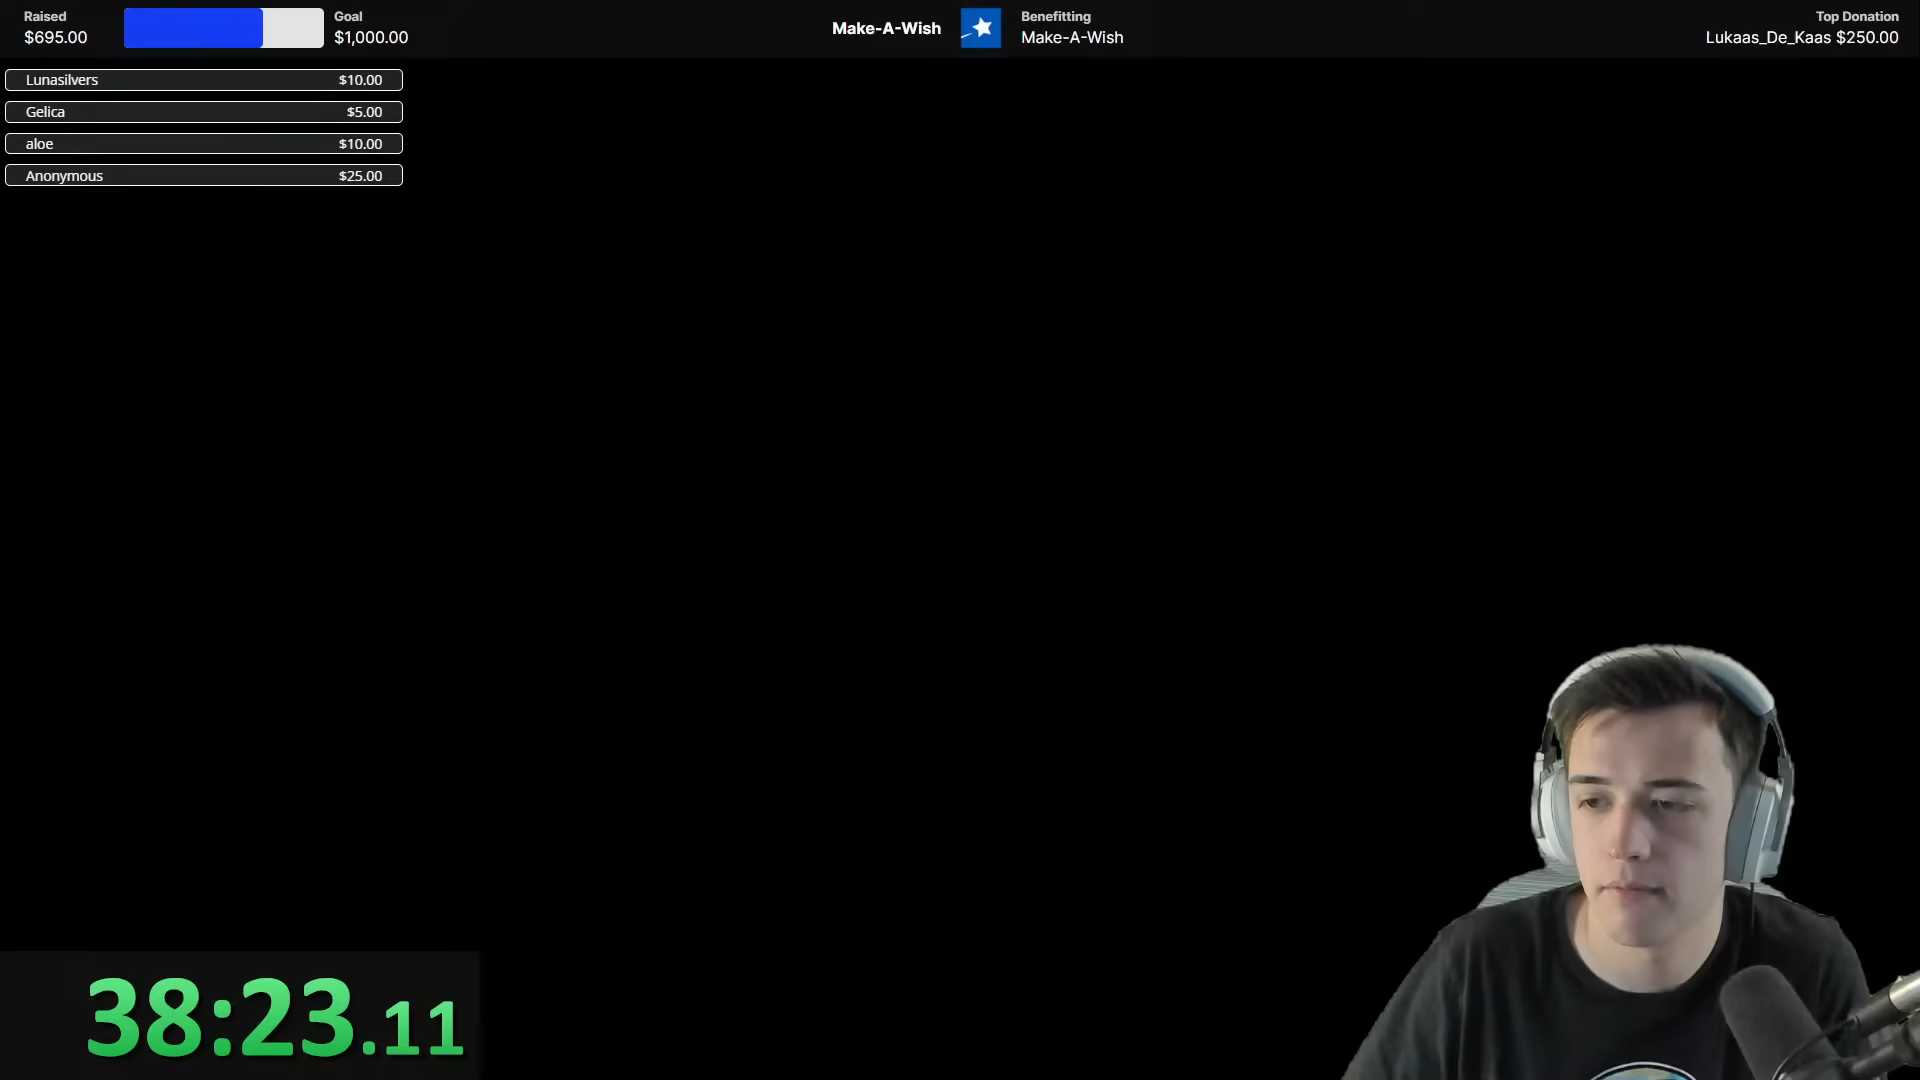 Raised
$695.00
Goal
$1,000.00
Make-A-Wish
Benefitting
Make-A-Wish
Top Donation
Lukaas_De_Kaas $250.00
Lunasilvers $10.00
Gelica $5.00
aloe $10.00
Anonymous $25.00
38:23.11